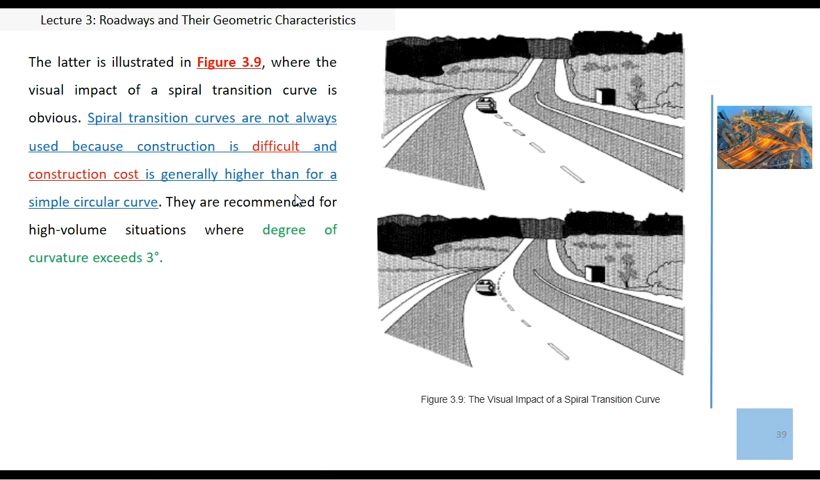 Lecture 3: Roadways and Their Geometric Characteristics
The latter is illustrated in Figure 3.9, where the
visual impact of a spiral transition curve is
obvious. Spiral transition curves are not always
used because construction is difficult and
construction cost is generally higher than for a
simple circular curve. They are recommended for
high-volume situations where degree of
curvature exceeds 3°.
Figure 3.9: The Visual Impact of a Spiral Transition Curve
39